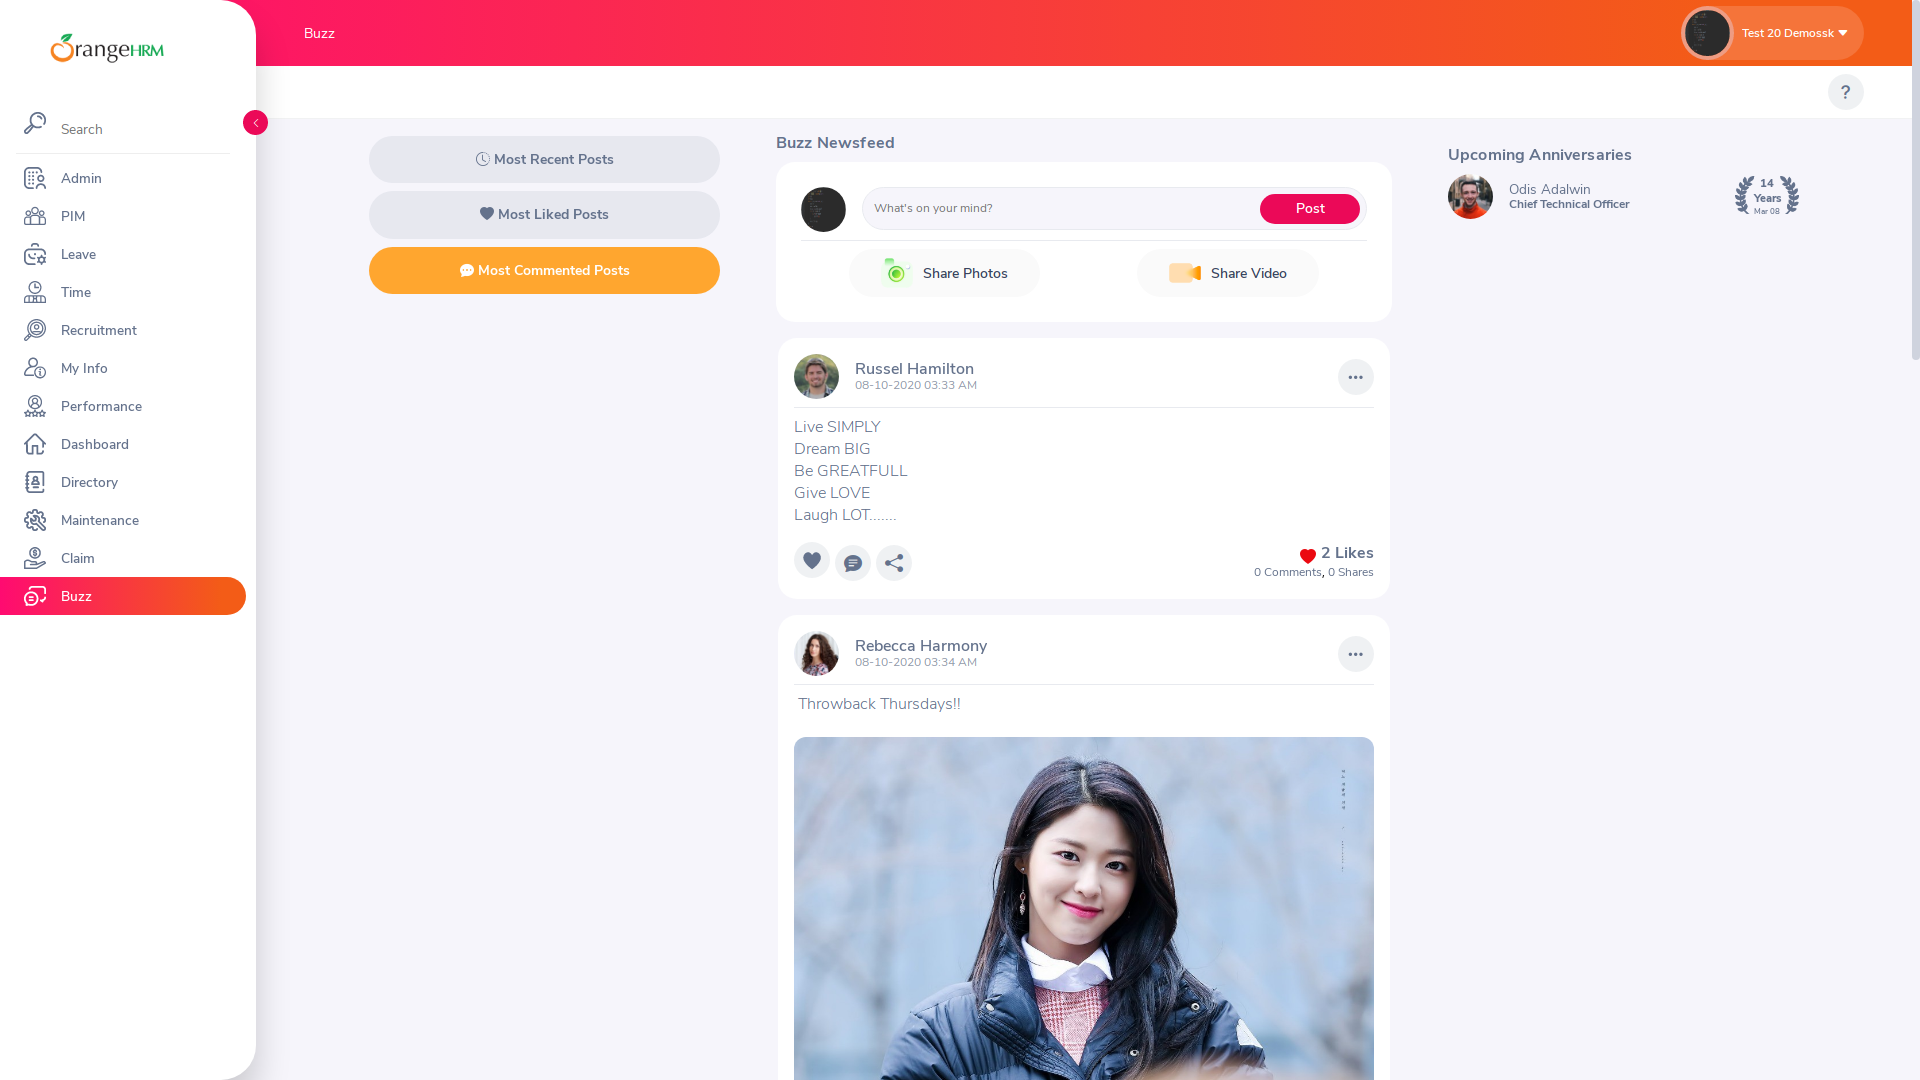 OrangeHRM
Search
Admin
PIM
Leave
Time
Recruitment
My Info
Performance
Dashboard
Directory
Maintenance
Claim
Buzz
Buzz
Test 20 Demossk
?
Most Recent Posts
Most Liked Posts
Most Commented Posts
Buzz Newsfeed
What's on your mind?
Post
Share Photos
Share Video
Russel Hamilton
08-10-2020 03:33 AM
Live SIMPLY
Dream BIG
Be GREATFULL
Give LOVE
Laugh LOT.......
2 Likes
0 Comments, 0 Shares
Rebecca Harmony
08-10-2020 03:34 AM
Throwback Thursdays!!
Upcoming Anniversaries
Odis Adalwin
Chief Technical Officer
14
Years
Mar 08